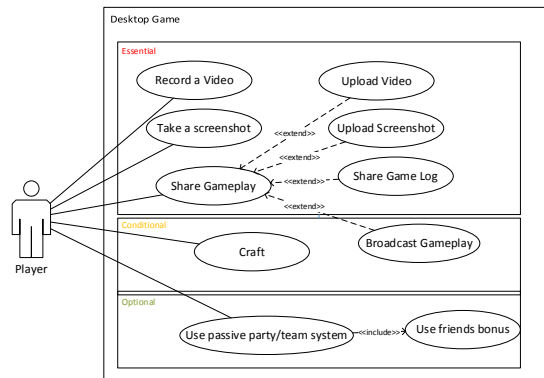 Desktop Game
Essential
Record a Video
Upload Video
<<extend>>
Take a screenshot
Upload Screenshot
<<extend>>
Share Gameplay
<<extend>>
Share Game Log
<<extend>>
Player
Conditional
Craft
Broadcast Gameplay
Optional
Use passive party/team system
<<include>>
Use friends bonus